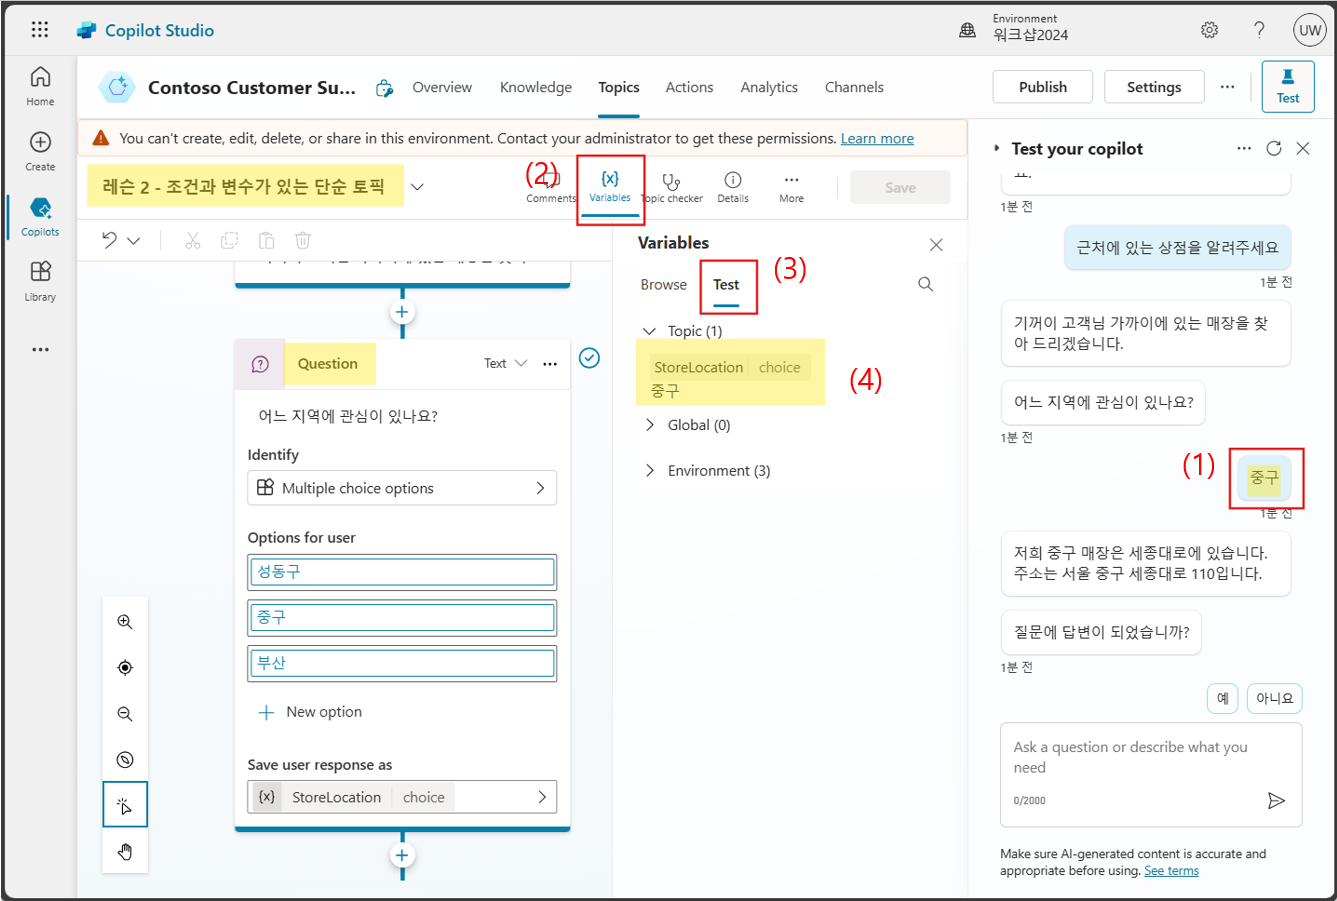 Copilot Studio
Environment
워크샵2024
UW
Home
Create
Copilots
Library
Contoso Customer Su...
Overview
Knowledge
Topics
Actions
Analytics
Channels
Publish
Settings
Test
You can't create, edit, delete, or share in this environment. Contact your administrator to get these permissions. Learn more
레슨 2 - 조건과 변수가 있는 단순 토픽
(2)
Comments
{x}
Variables
Topic checker
Details
More
Save
Question
Text
어느 지역에 관심이 있나요?
Identify
Multiple choice options
Options for user
성동구
중구
부산
New option
Save user response as
{x} StoreLocation choice
Variables
Browse
Test
(3)
Topic (1)
StoreLocation choice
중구
(4)
Global (0)
Environment (3)
Test your copilot
요.
1분 전
근처에 있는 상점을 알려주세요
1분 전
기꺼이 고객님 가까이에 있는 매장을 찾
아 드리겠습니다.
어느 지역에 관심이 있나요?
1분 전
(1)
중구
1분 전
저희 중구 매장은 세종대로에 있습니다.
주소는 서울 중구 세종대로 110입니다.
질문에 답변이 되었습니까?
1분 전
예
아니요
Ask a question or describe what you
need
0/2000
Make sure AI-generated content is accurate and
appropriate before using. See terms